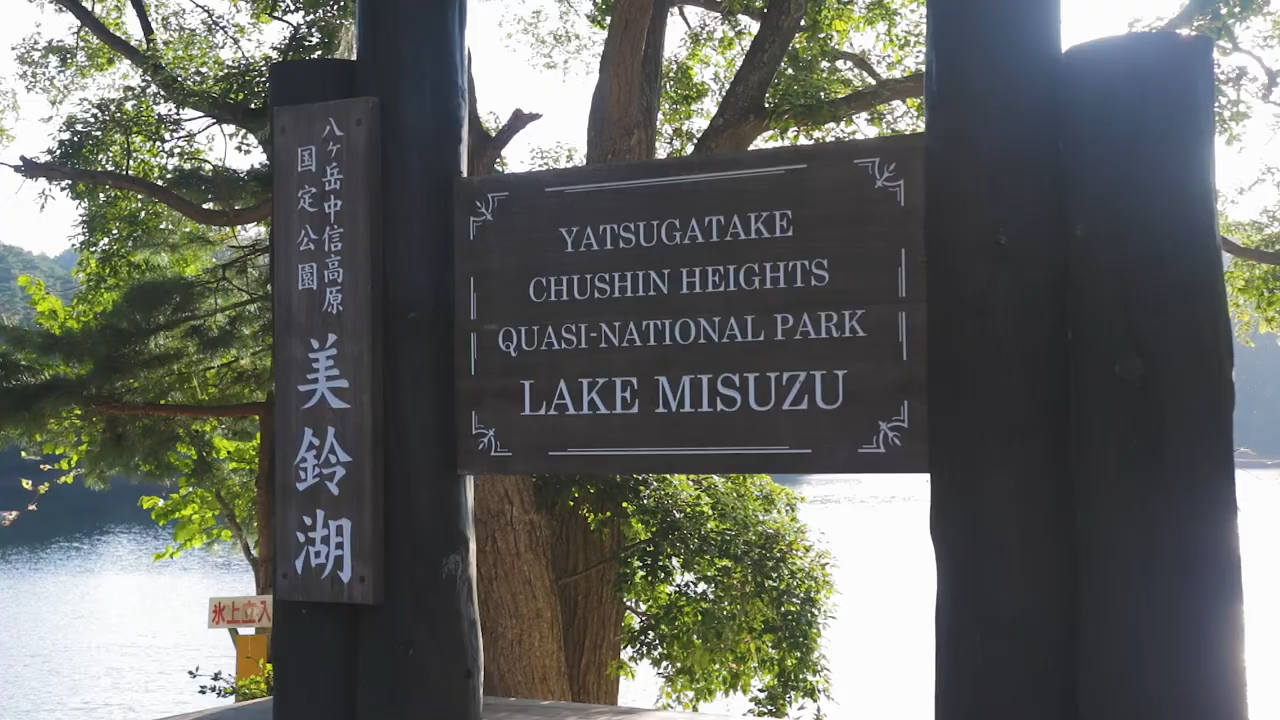 八ヶ岳中信高原
国定公園
美鈴湖
YATSUGATAKE
CHUSHIN HEIGHTS
QUASI-NATIONAL PARK
LAKE MISUZU
氷上立入